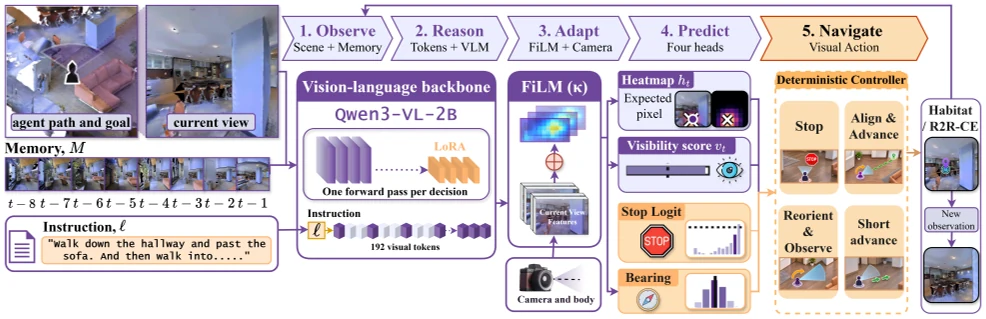 1. Observe
Scene + Memory
2. Reason
Tokens + VLM
3. Adapt
FiLM + Camera
4. Predict
Four heads
5. Navigate
Visual Action
agent path and goal
current view
Memory, M
t − 8 t − 7 t − 6 t − 5 t − 4 t − 3 t − 2 t − 1
Instruction, ℓ
"Walk down the hallway and past the
sofa. And then walk into....."
Vision-language backbone
Qwen3-VL-2B
LoRA
One forward pass per decision
Instruction
ℓ
192 visual tokens
FiLM (κ)
Current View
Features
Camera and body
Heatmap hₜ
Expected
pixel
Visibility score vₜ
Stop Logit
STOP
Bearing
Deterministic Controller
Stop
STOP
Align &
Advance
Reorient
& Observe
Short
advance
Habitat
/ R2R-CE
New
observation